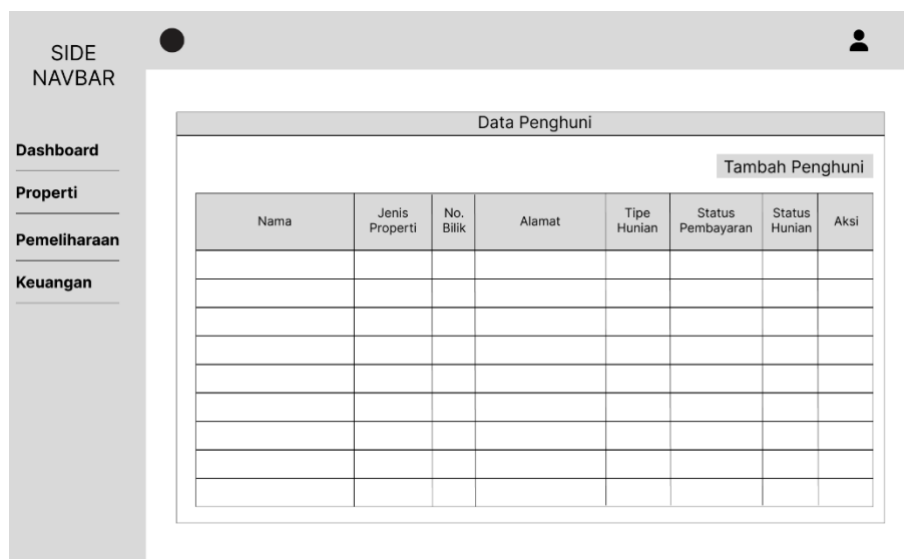 SIDE
NAVBAR
Dashboard
Properti
Pemeliharaan
Keuangan
Data Penghuni
Tambah Penghuni
Nama
Jenis
Properti
No.
Bilik
Alamat
Tipe
Hunian
Status
Pembayaran
Status
Hunian
Aksi